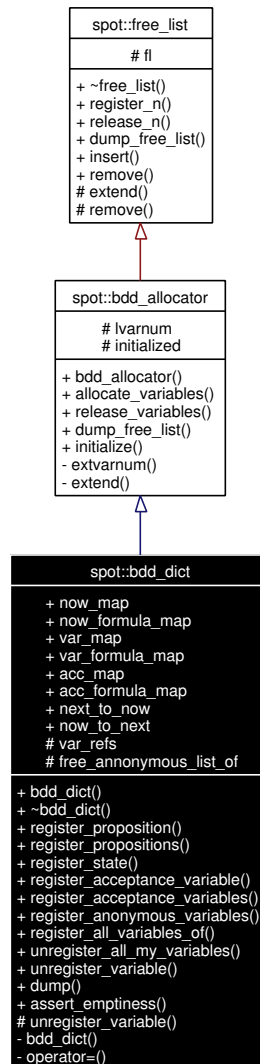 spot::free_list
# fl
+ ~free_list()
+ register_n()
+ release_n()
+ dump_free_list()
+ insert()
+ remove()
# extend()
# remove()
spot::bdd_allocator
# lvarnum
# initialized
+ bdd_allocator()
+ allocate_variables()
+ release_variables()
+ dump_free_list()
+ initialize()
- extvarnum()
- extend()
spot::bdd_dict
+ now_map
+ now_formula_map
+ var_map
+ var_formula_map
+ acc_map
+ acc_formula_map
+ next_to_now
+ now_to_next
# var_refs
# free_annonymous_list_of
+ bdd_dict()
+ ~bdd_dict()
+ register_proposition()
+ register_propositions()
+ register_state()
+ register_acceptance_variable()
+ register_acceptance_variables()
+ register_anonymous_variables()
+ register_all_variables_of()
+ unregister_all_my_variables()
+ unregister_variable()
+ dump()
+ assert_emptiness()
# unregister_variable()
- bdd_dict()
- operator=()